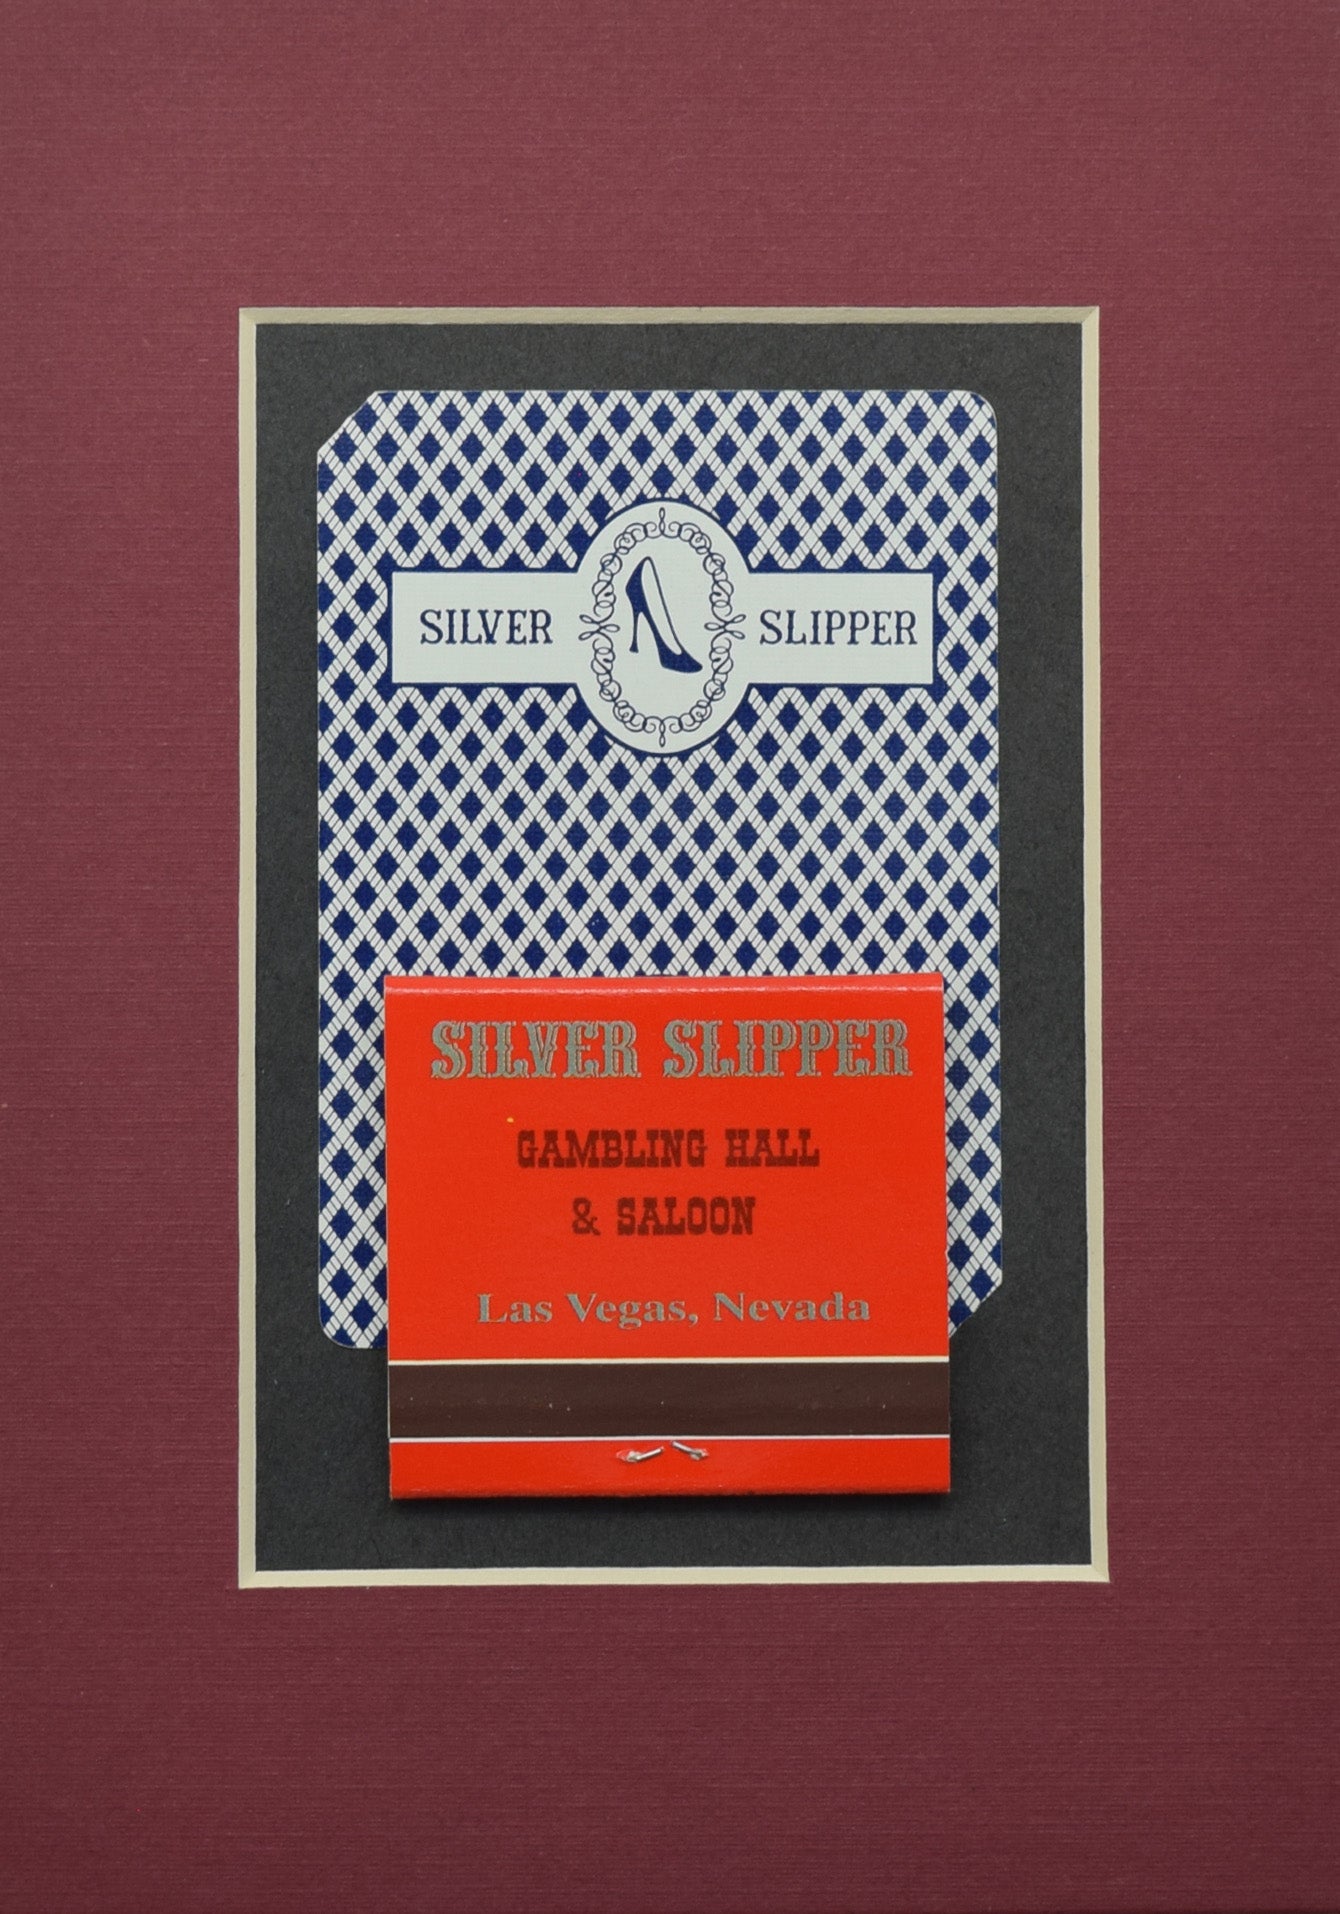 SILVER SLIPPER
SILVER SLIPPER
GAMBLING HALL
& SALOON
Las Vegas, Nevada